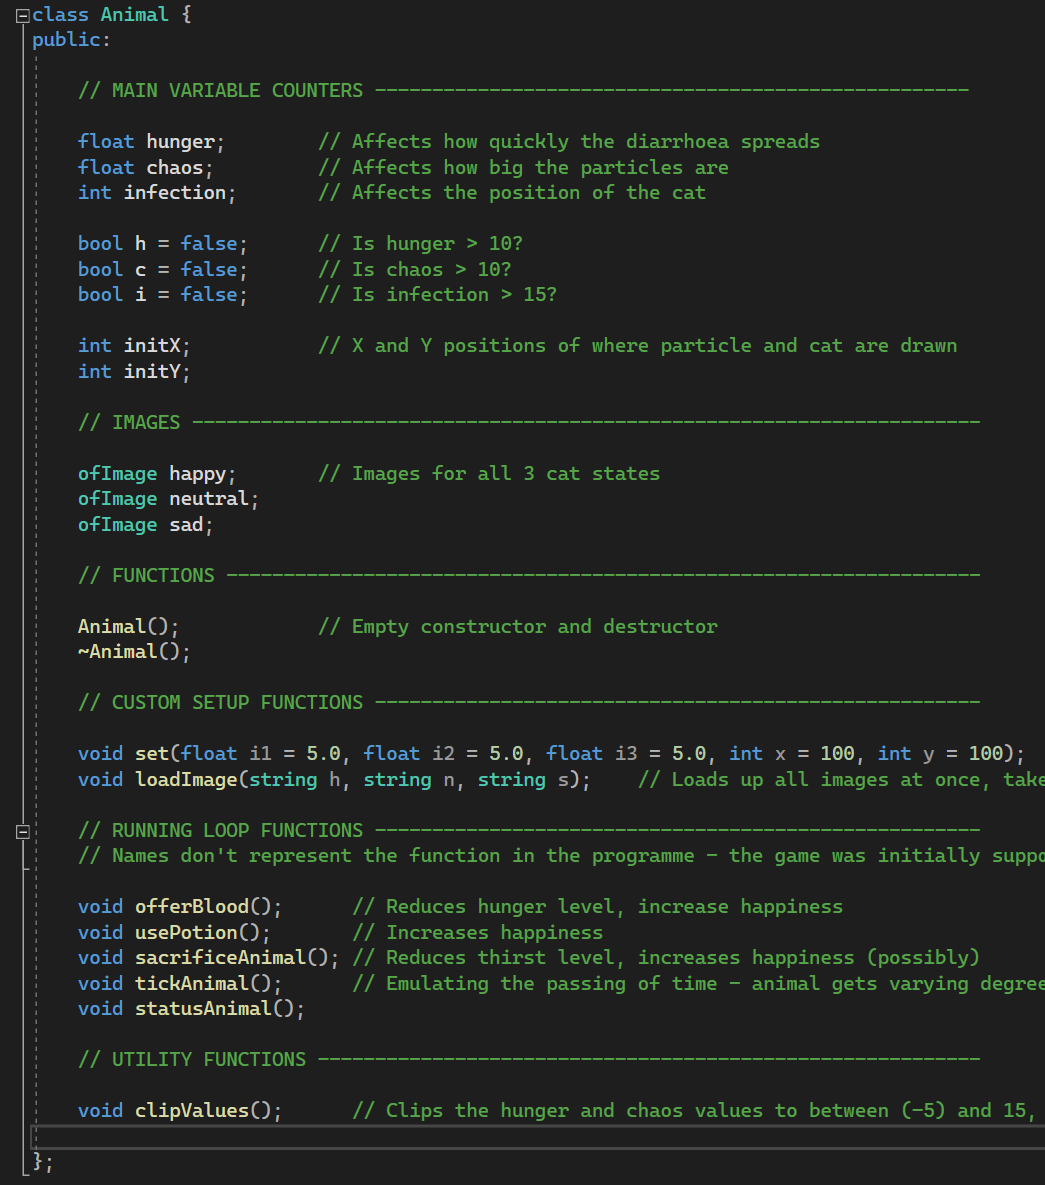 class Animal {
public:
// MAIN VARIABLE COUNTERS ----------------------------------------------------
float hunger; // Affects how quickly the diarrhoea spreads
float chaos; // Affects how big the particles are
int infection; // Affects the position of the cat
bool h = false; // Is hunger > 10?
bool c = false; // Is chaos > 10?
bool i = false; // Is infection > 15?
int initX; // X and Y positions of where particle and cat are drawn
int initY;
// IMAGES ---------------------------------------------------------------------
ofImage happy; // Images for all 3 cat states
ofImage neutral;
ofImage sad;
// FUNCTIONS ------------------------------------------------------------------
Animal(); // Empty constructor and destructor
~Animal();
// CUSTOM SETUP FUNCTIONS -----------------------------------------------------
void set(float i1 = 5.0, float i2 = 5.0, float i3 = 5.0, int x = 100, int y = 100);
void loadImage(string h, string n, string s); // Loads up all images at once, take
// RUNNING LOOP FUNCTIONS -----------------------------------------------------
// Names don't represent the function in the programme - the game was initially suppo
void offerBlood(); // Reduces hunger level, increase happiness
void usePotion(); // Increases happiness
void sacrificeAnimal(); // Reduces thirst level, increases happiness (possibly)
void tickAnimal(); // Emulating the passing of time - animal gets varying degree
void statusAnimal();
// UTILITY FUNCTIONS ----------------------------------------------------------
void clipValues(); // Clips the hunger and chaos values to between (-5) and 15,
};